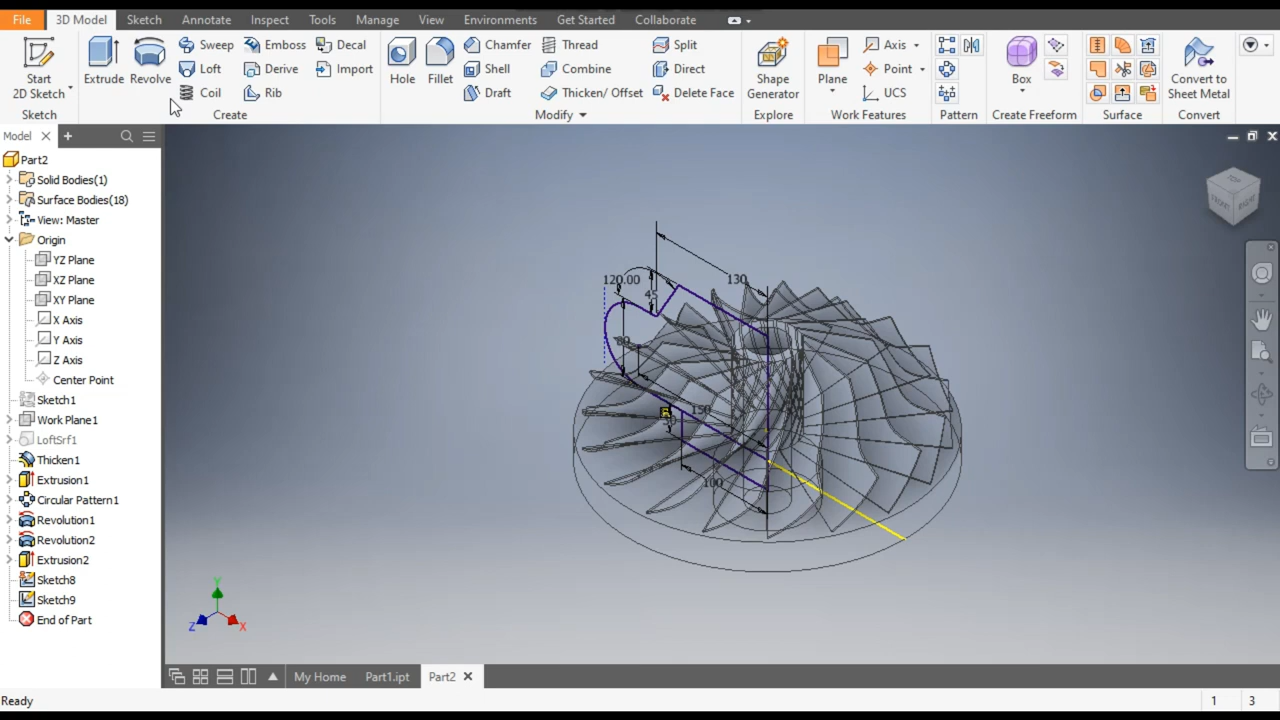 File 3D Model Sketch Annotate Inspect Tools Manage View Environments Get Started Collaborate
Start
2D Sketch
Sketch
Extrude Revolve
Sweep Emboss Decal
Loft Derive Import
Coil Rib
Create
Hole Fillet
Chamfer Thread Split
Shell Combine Direct
Draft Thicken/ Offset Delete Face
Modify
Shape
Generator
Explore
Plane
Axis
Point
UCS
Work Features
Pattern
Box
Create Freeform
Surface
Convert to
Sheet Metal
Convert
Model
Part2
Solid Bodies(1)
Surface Bodies(18)
View: Master
Origin
YZ Plane
XZ Plane
XY Plane
X Axis
Y Axis
Z Axis
Center Point
Sketch1
Work Plane1
LoftSrf1
Thicken1
Extrusion1
Circular Pattern1
Revolution1
Revolution2
Extrusion2
Sketch8
Sketch9
End of Part
120.00
130
45
150
100
TOP
FRONT
RIGHT
Y
Z
X
My Home Part1.ipt Part2
Ready
1 3